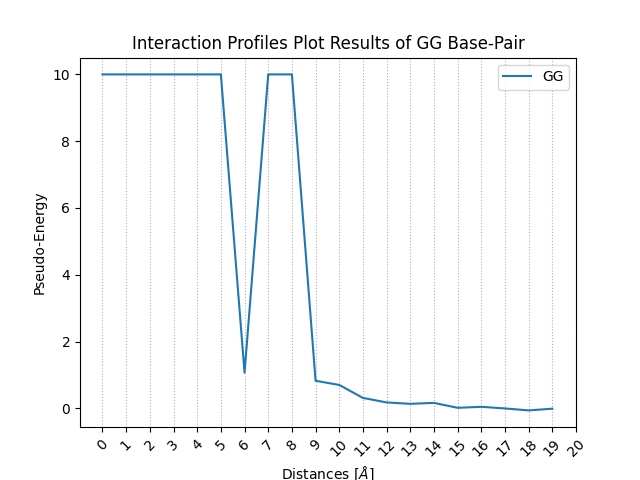 Interaction Profiles Plot Results of GG Base-Pair
GG
10
8
6
4
2
0
Pseudo-Energy
0 1 2 3 4 5 6 7 8 9 10 11 12 13 14 15 16 17 18 19 20
Distances [Å]